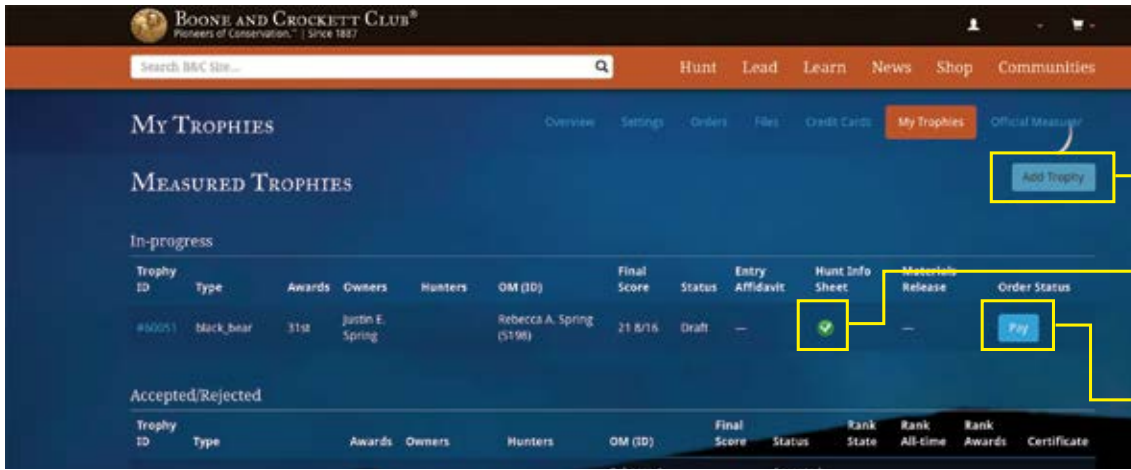 BOONE AND CROCKETT CLUB®
Pioneers of Conservation.™ | Since 1887
Search B&C Site...
Hunt Lead Learn News Shop Communities
MY TROPHIES
Overview Settings Orders Files Credit Cards My Trophies Official Measurer
MEASURED TROPHIES
Add Trophy
In-progress
Trophy ID Type Awards Owners Hunters OM (ID) Final Score Status Entry Affidavit Hunt Info Sheet Materials Release Order Status
#60051 black_bear 31st Justin E. Spring Rebecca A. Spring (S198) 21 8/16 Draft — — Pay
Accepted/Rejected
Trophy ID Type Awards Owners Hunters OM (ID) Final Score Status Rank State Rank All-time Rank Awards Certificate